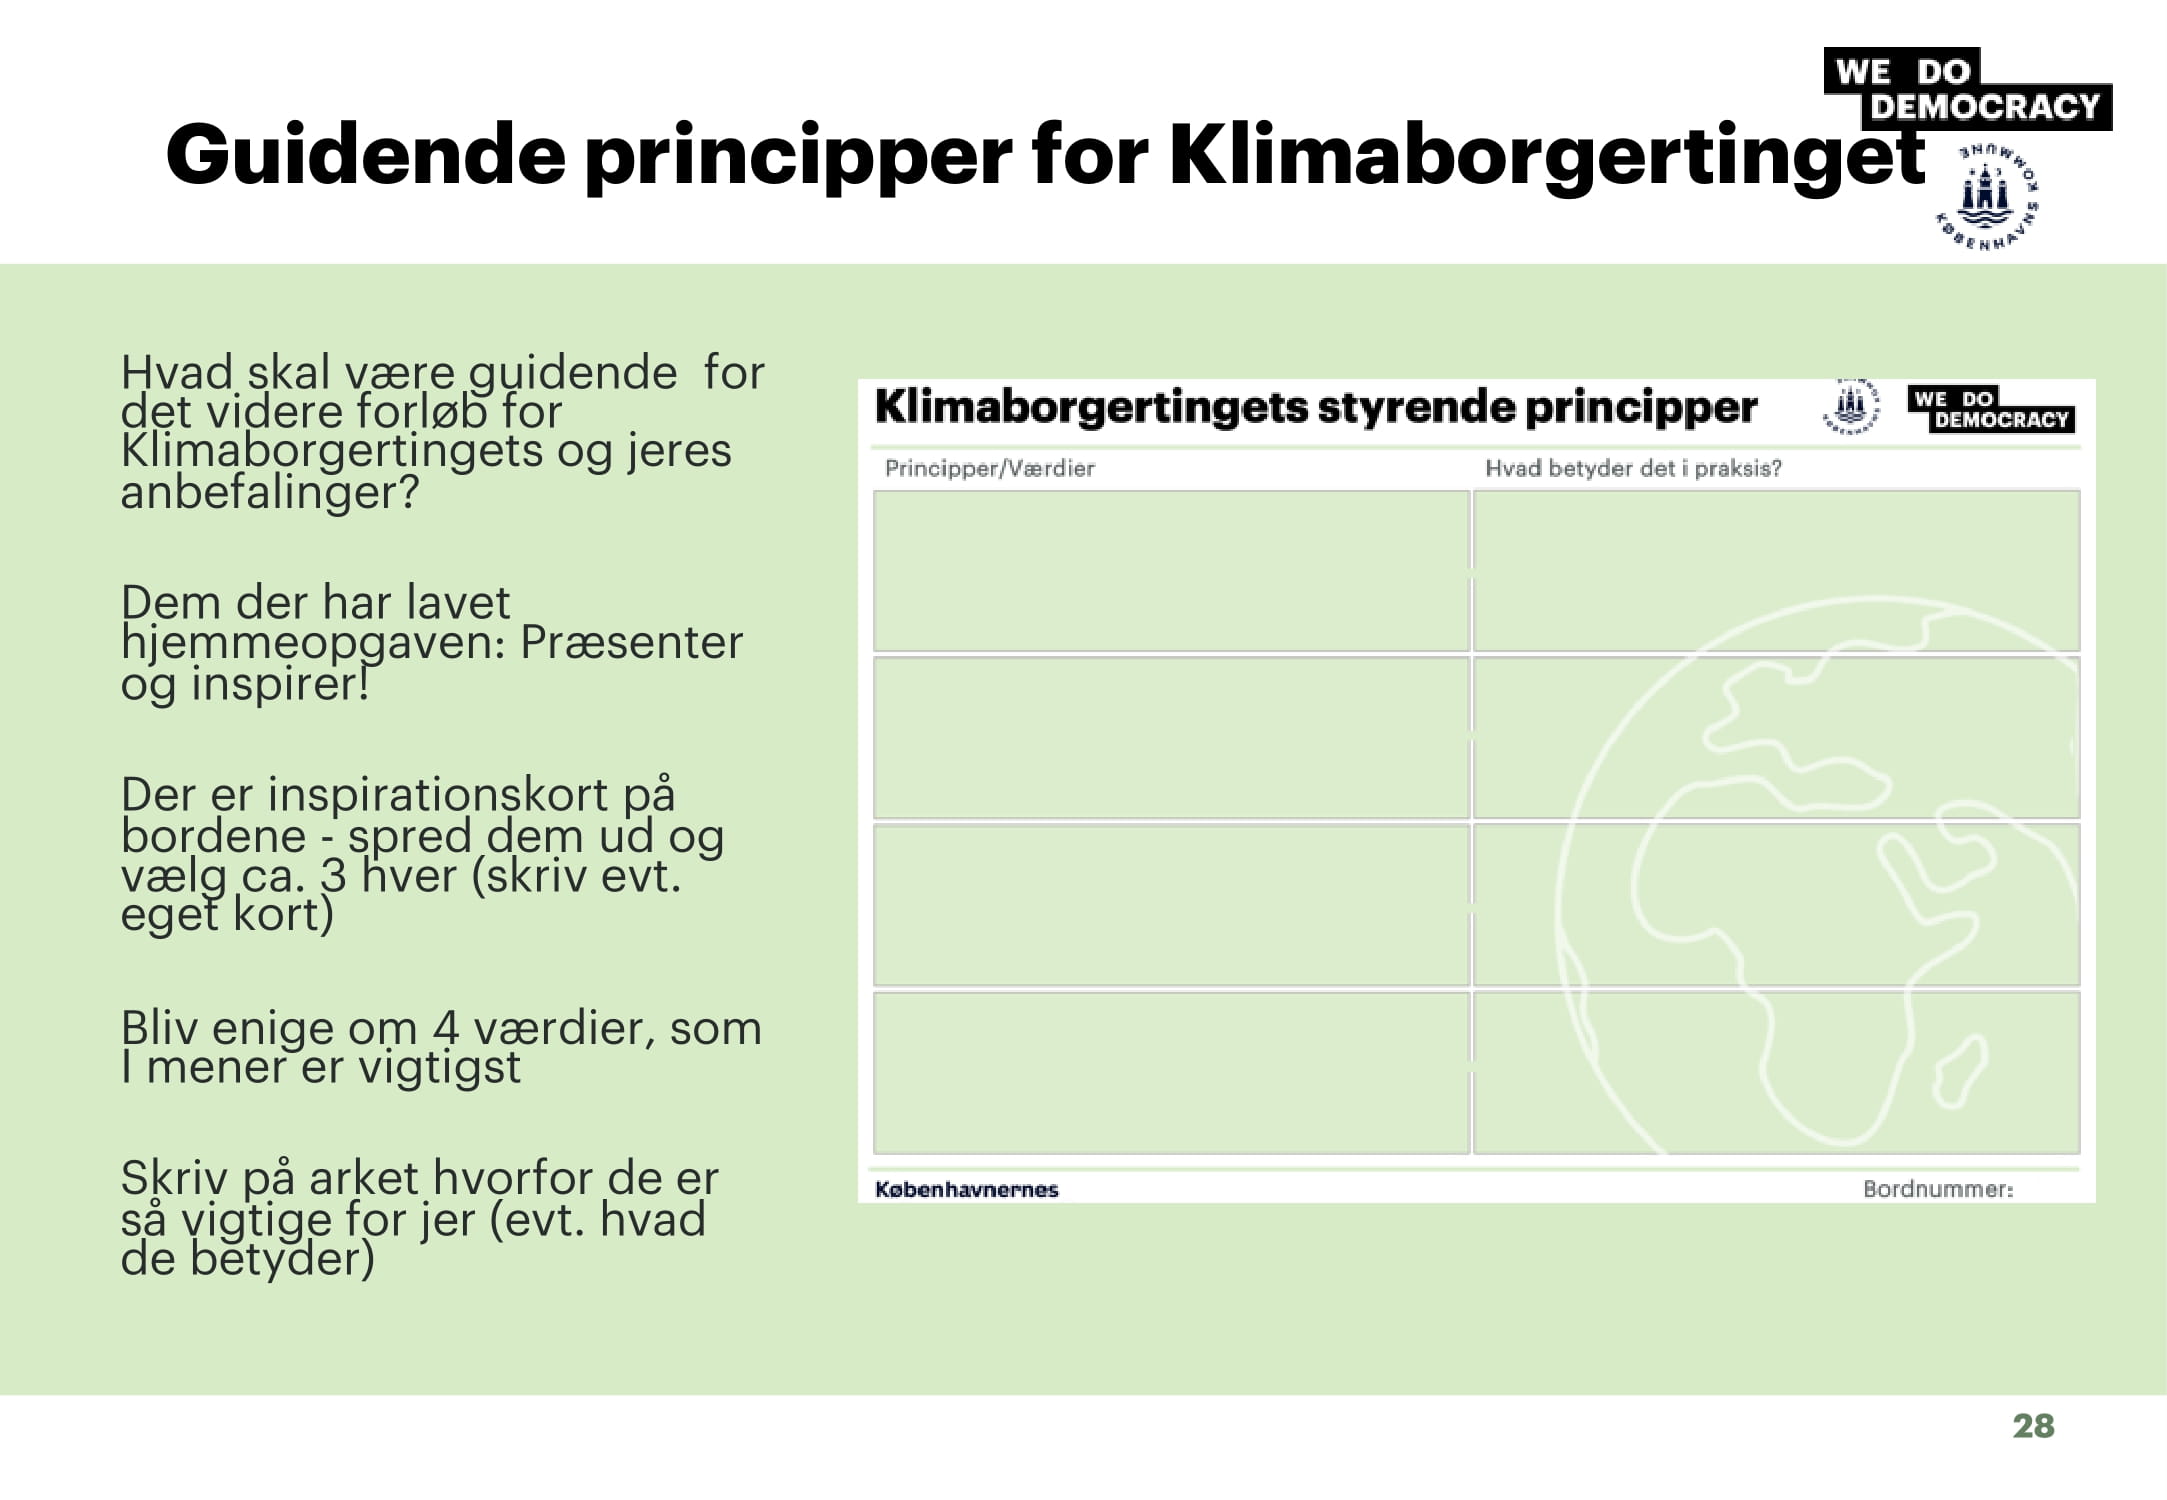 WE DO
DEMOCRACY
Guidende principper for Klimaborgertinget
KØBENHAVNS KOMMUNE
Hvad skal være guidende  for
det videre forløb for
Klimaborgertingets og jeres
anbefalinger?
Dem der har lavet
hjemmeopgaven: Præsenter
og inspirer!
Der er inspirationskort på
bordene - spred dem ud og
vælg ca. 3 hver (skriv evt.
eget kort)
Bliv enige om 4 værdier, som
I mener er vigtigst
Skriv på arket hvorfor de er
så vigtige for jer (evt. hvad
de betyder)
Klimaborgertingets styrende principper
WE DO
DEMOCRACY
Principper/Værdier
Hvad betyder det i praksis?
Københavnernes
Bordnummer:
28